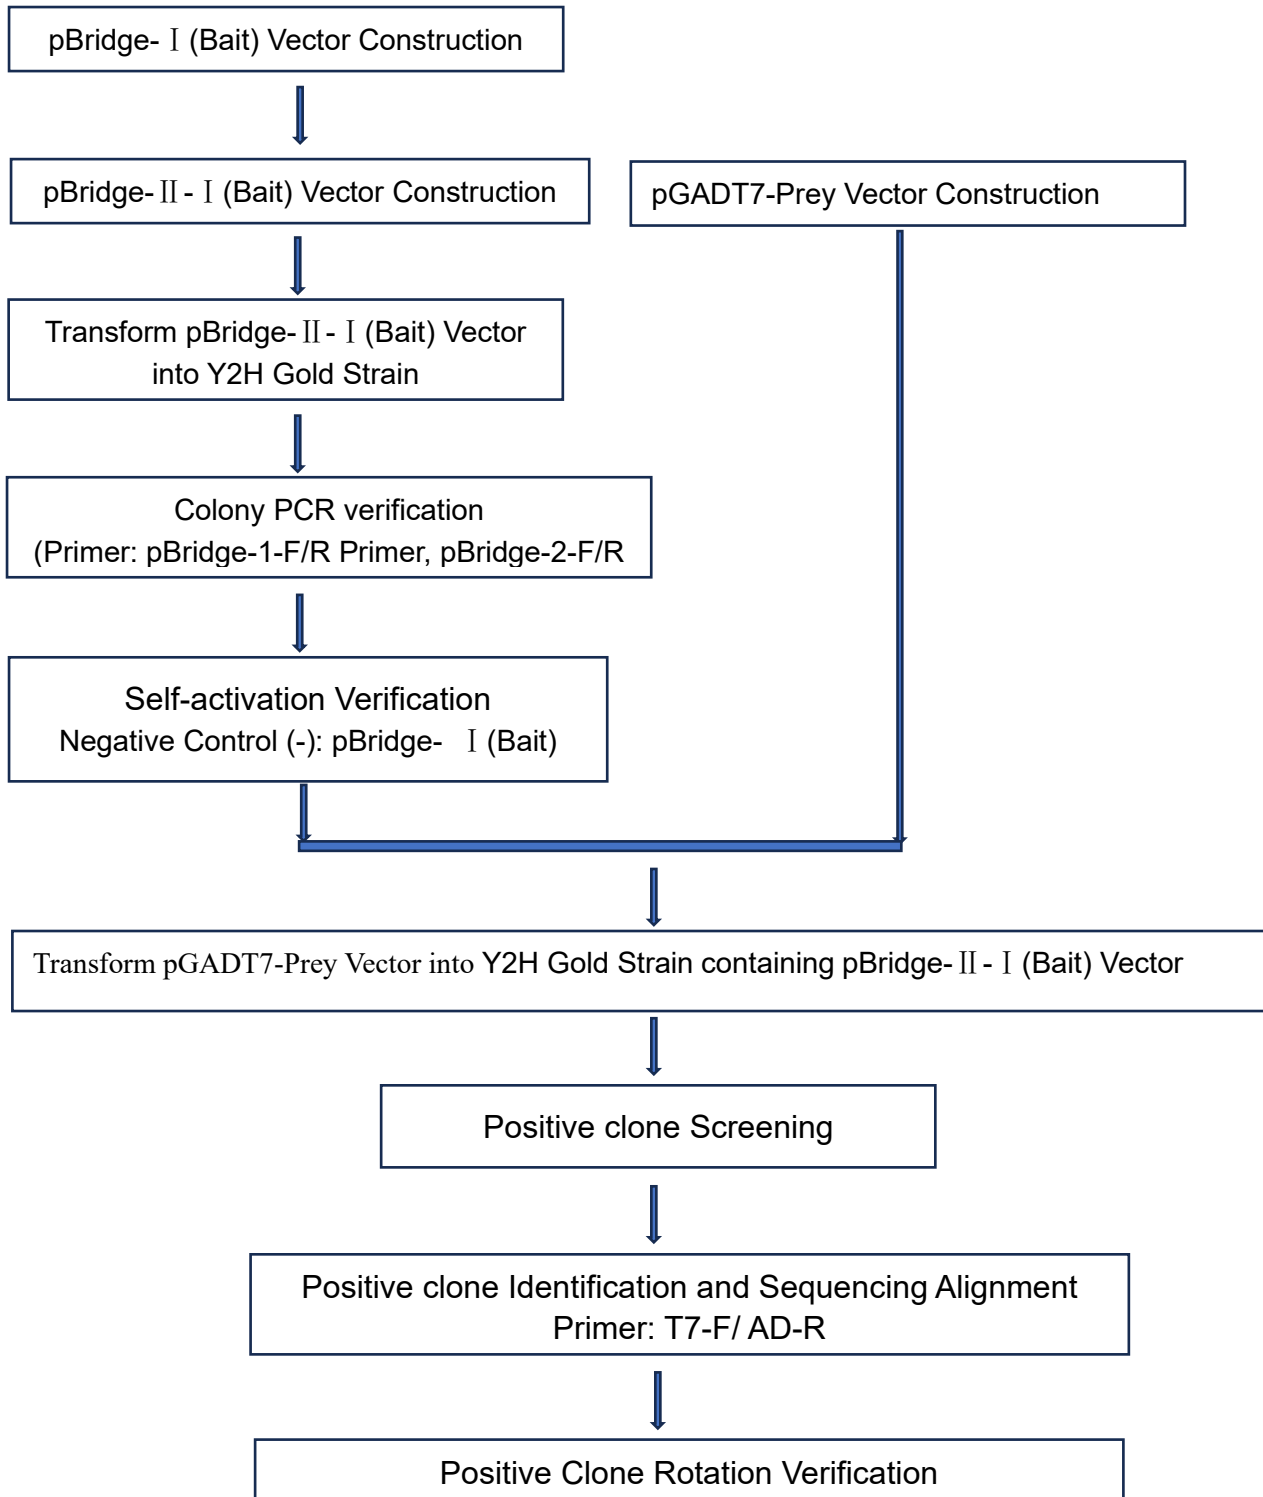 pBridge-Ⅰ(Bait) Vector Construction
pBridge-Ⅱ-Ⅰ(Bait) Vector Construction
pGADT7-Prey Vector Construction
Transform pBridge-Ⅱ-Ⅰ(Bait) Vector
into Y2H Gold Strain
Colony PCR verification
(Primer: pBridge-1-F/R Primer, pBridge-2-F/R
Self-activation Verification
Negative Control (-): pBridge- Ⅰ(Bait)
Transform pGADT7-Prey Vector into Y2H Gold Strain containing pBridge-Ⅱ-Ⅰ(Bait) Vector
Positive clone Screening
Positive clone Identification and Sequencing Alignment
Primer: T7-F/ AD-R
Positive Clone Rotation Verification